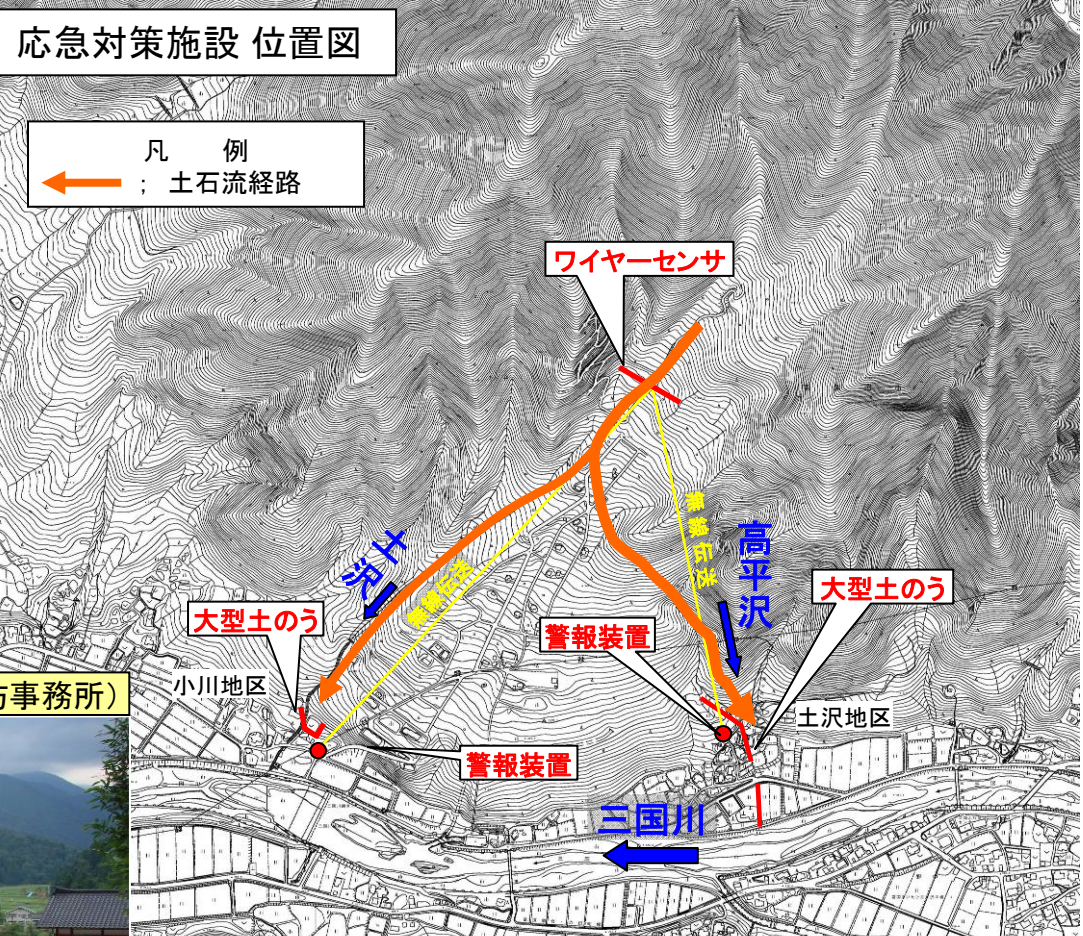 応急対策施設 位置図
凡 例
; 土石流経路
ワイヤーセンサ
無線伝送
高平沢
土沢
無線伝送
大型土のう
大型土のう
警報装置
小川地区
土沢地区
防事務所)
警報装置
三国川